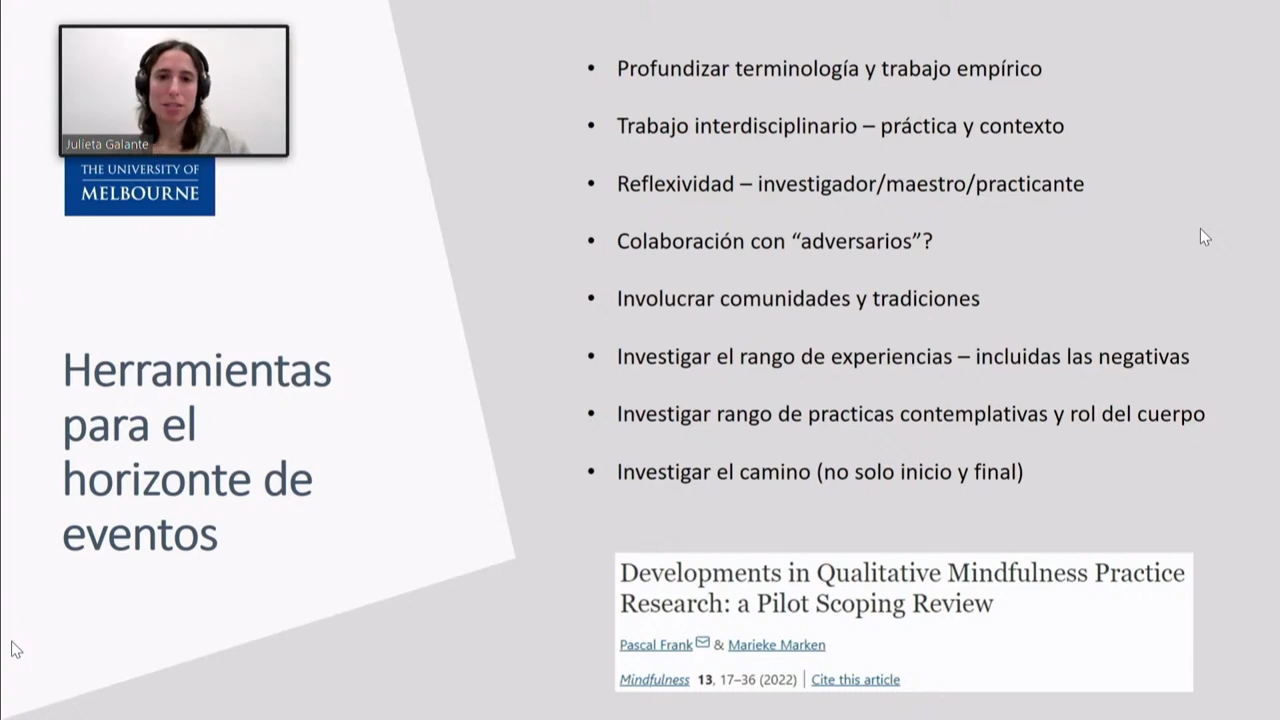 Julieta Galante
THE UNIVERSITY OF
MELBOURNE
Herramientas
para el
horizonte de
eventos
• Profundizar terminología y trabajo empírico
• Trabajo interdisciplinario – práctica y contexto
• Reflexividad – investigador/maestro/practicante
• Colaboración con “adversarios”?
• Involucrar comunidades y tradiciones
• Investigar el rango de experiencias – incluidas las negativas
• Investigar rango de practicas contemplativas y rol del cuerpo
• Investigar el camino (no solo inicio y final)
Developments in Qualitative Mindfulness Practice
Research: a Pilot Scoping Review
Pascal Frank & Marieke Marken
Mindfulness 13, 17–36 (2022) | Cite this article